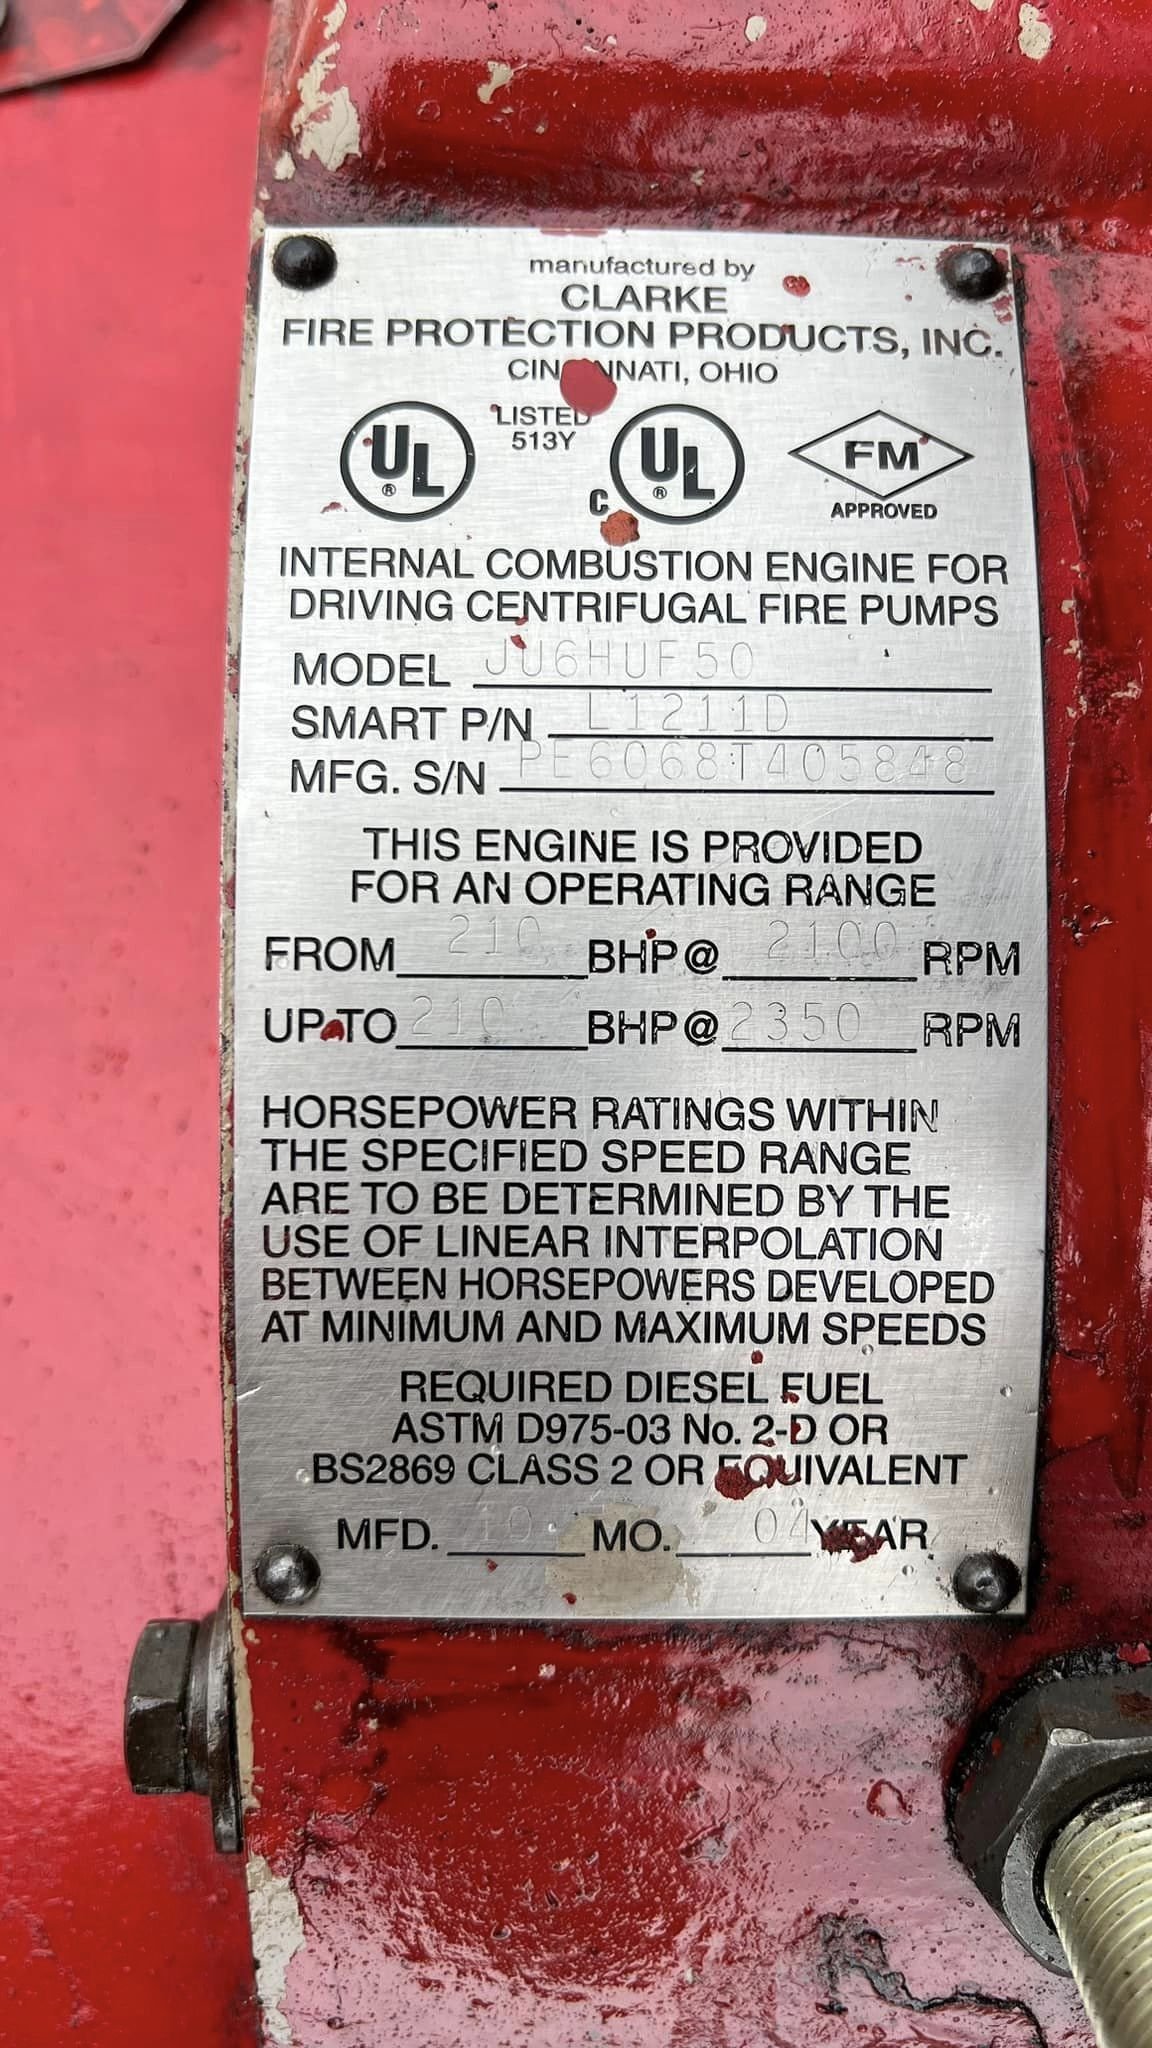 manufactured by
CLARKE
FIRE PROTECTION PRODUCTS, INC.
CINCINNATI, OHIO
UL ® LISTED 513Y C UL ® FM APPROVED
INTERNAL COMBUSTION ENGINE FOR
DRIVING CENTRIFUGAL FIRE PUMPS
MODEL JU6HUF50
SMART P/N L1211D
MFG. S/N PE6068T405848
THIS ENGINE IS PROVIDED
FOR AN OPERATING RANGE
FROM 210 BHP@ 2100 RPM
UP TO 210 BHP@ 2350 RPM
HORSEPOWER RATINGS WITHIN
THE SPECIFIED SPEED RANGE
ARE TO BE DETERMINED BY THE
USE OF LINEAR INTERPOLATION
BETWEEN HORSEPOWERS DEVELOPED
AT MINIMUM AND MAXIMUM SPEEDS
REQUIRED DIESEL FUEL
ASTM D975-03 No. 2-D OR
BS2869 CLASS 2 OR EQUIVALENT
MFD. 10 MO. 04 YEAR